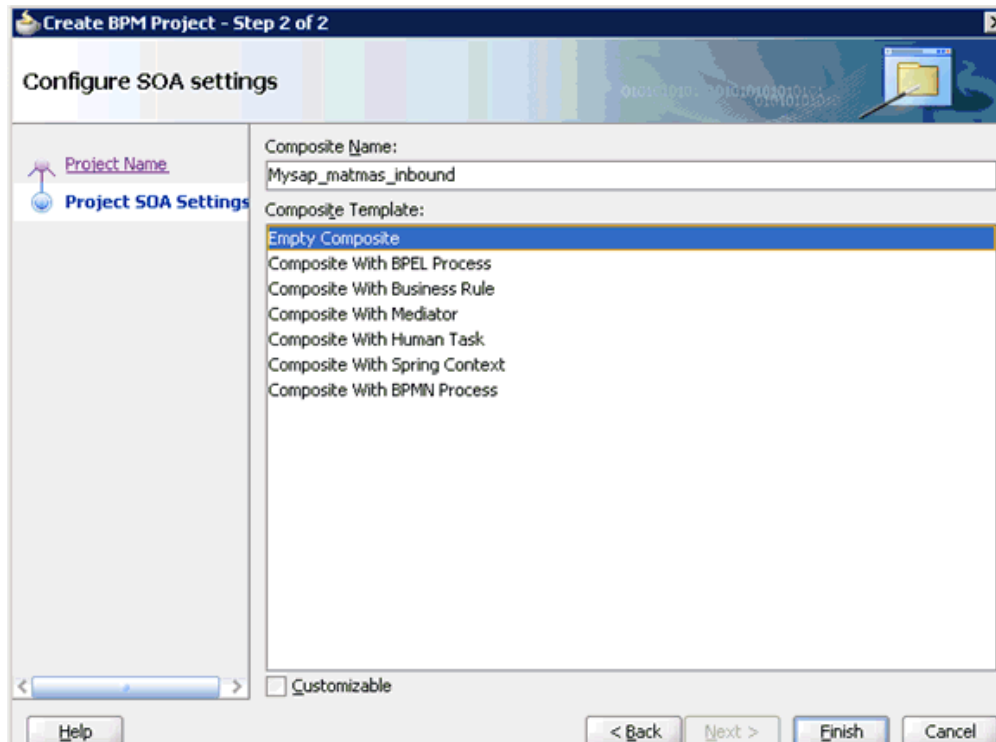 Create BPM Project - Step 2 of 2
Configure SOA settings
Project Name
Project SOA Settings
Composite Name:
Mysap_matmas_inbound
Composite Template:
Empty Composite
Composite With BPEL Process
Composite With Business Rule
Composite With Mediator
Composite With Human Task
Composite With Spring Context
Composite With BPMN Process
Customizable
Help
< Back
Next >
Finish
Cancel